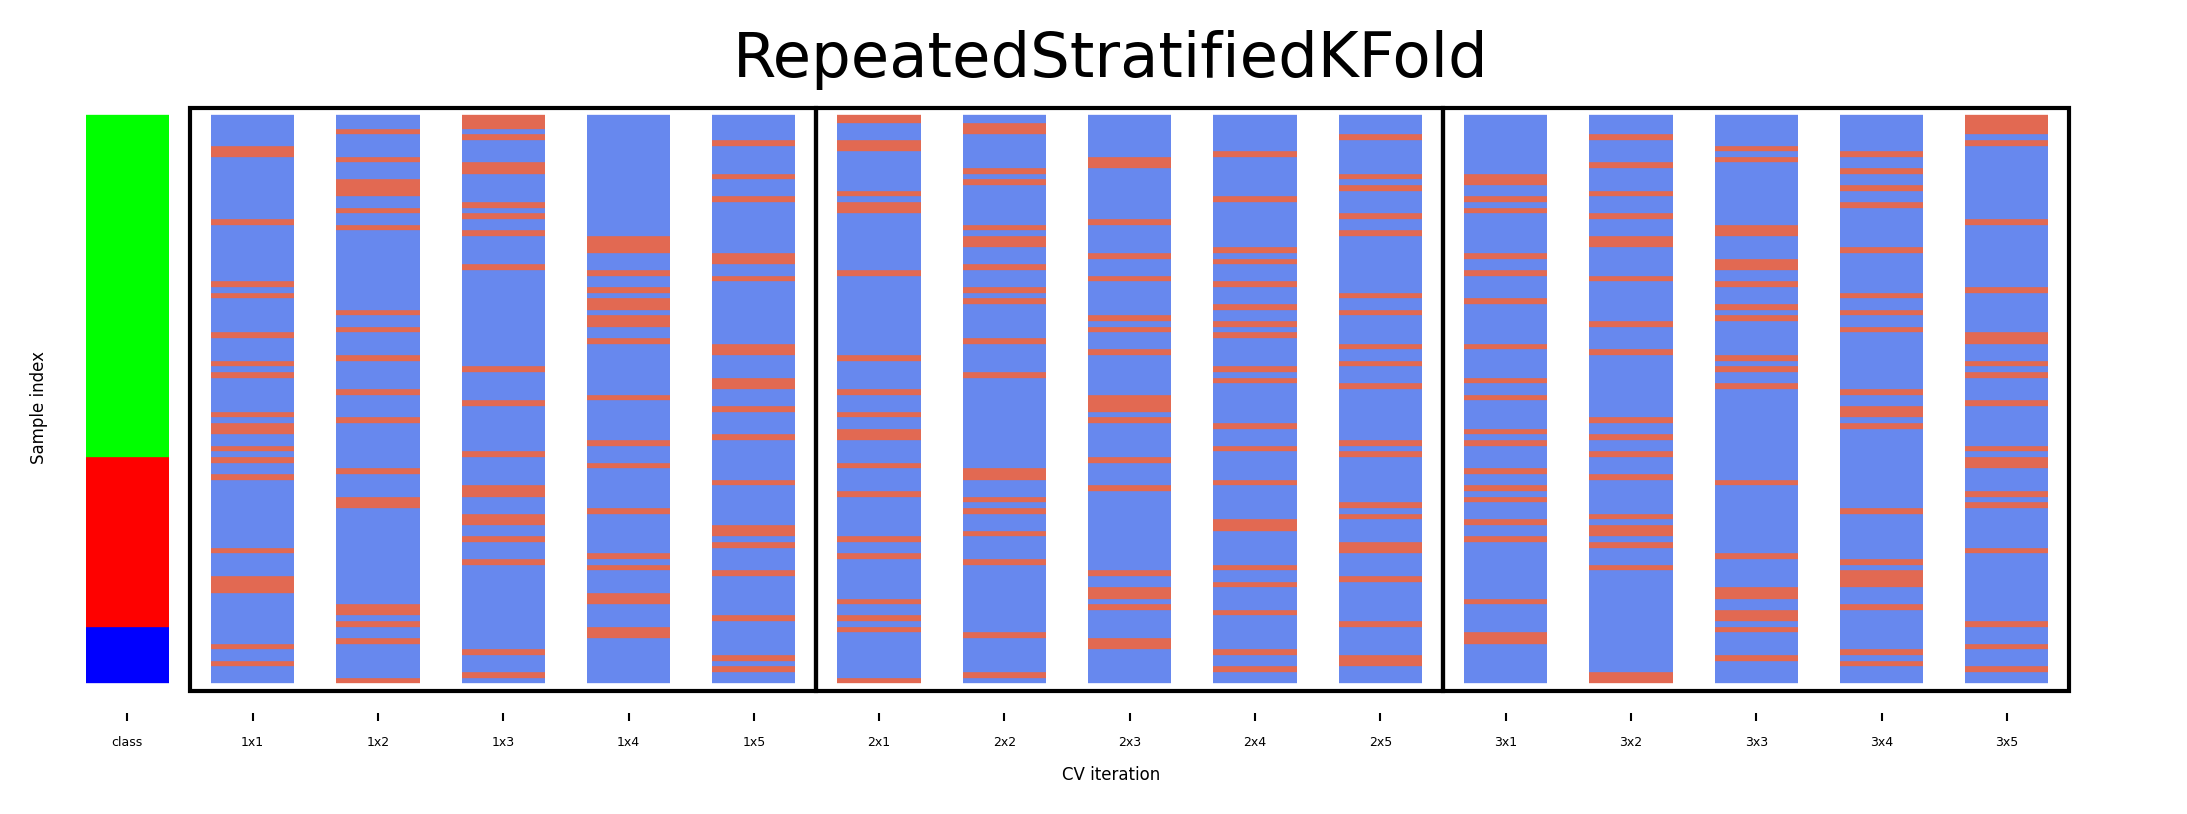 RepeatedStratifiedKFold
Sample index
class 1x1 1x2 1x3 1x4 1x5 2x1 2x2 2x3 2x4 2x5 3x1 3x2 3x3 3x4 3x5
CV iteration